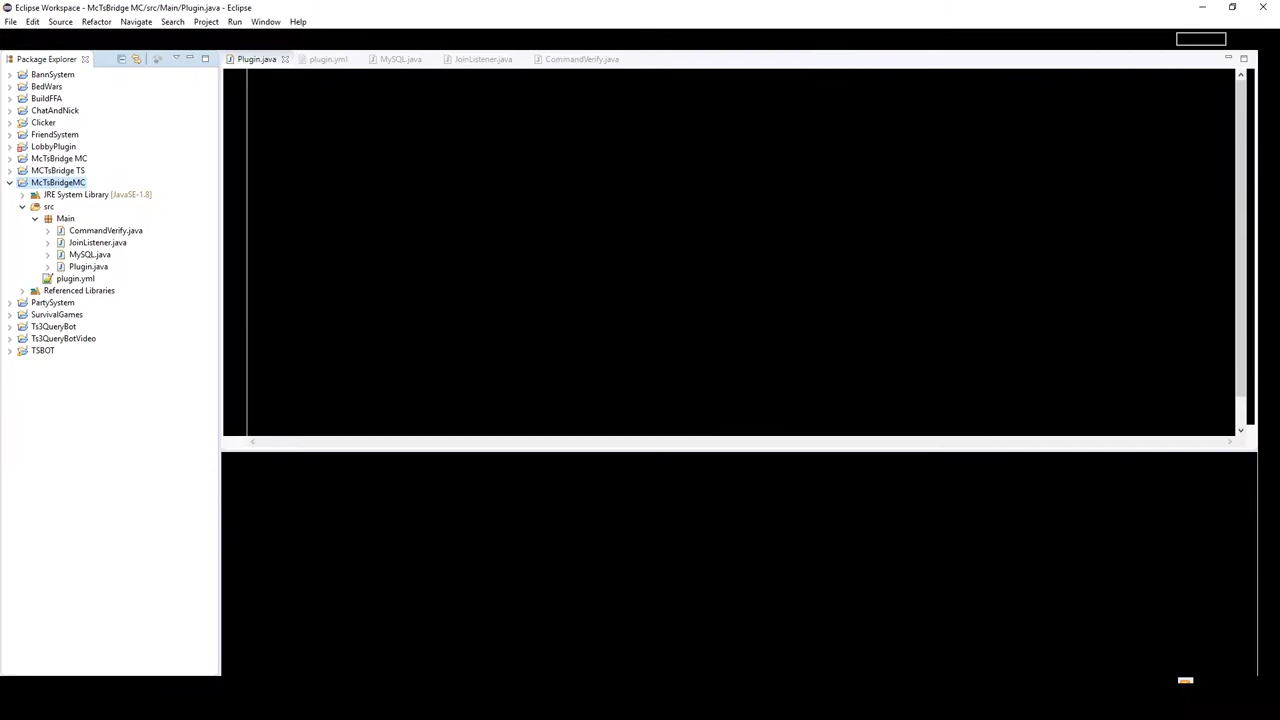 Eclipse Workspace - McTsBridge MC/src/Main/Plugin.java - Eclipse
File Edit Source Refactor Navigate Search Project Run Window Help
Package Explorer
Plugin.java plugin.yml MySQL.java JoinListener.java CommandVerify.java
BannSystem
BedWars
BuildFFA
ChatAndNick
Clicker
FriendSystem
LobbyPlugin
McTsBridge MC
MCTsBridge TS
McTsBridgeMC
JRE System Library [JavaSE-1.8]
src
Main
CommandVerify.java
JoinListener.java
MySQL.java
Plugin.java
plugin.yml
Referenced Libraries
PartySystem
SurvivalGames
Ts3QueryBot
Ts3QueryBotVideo
TSBOT